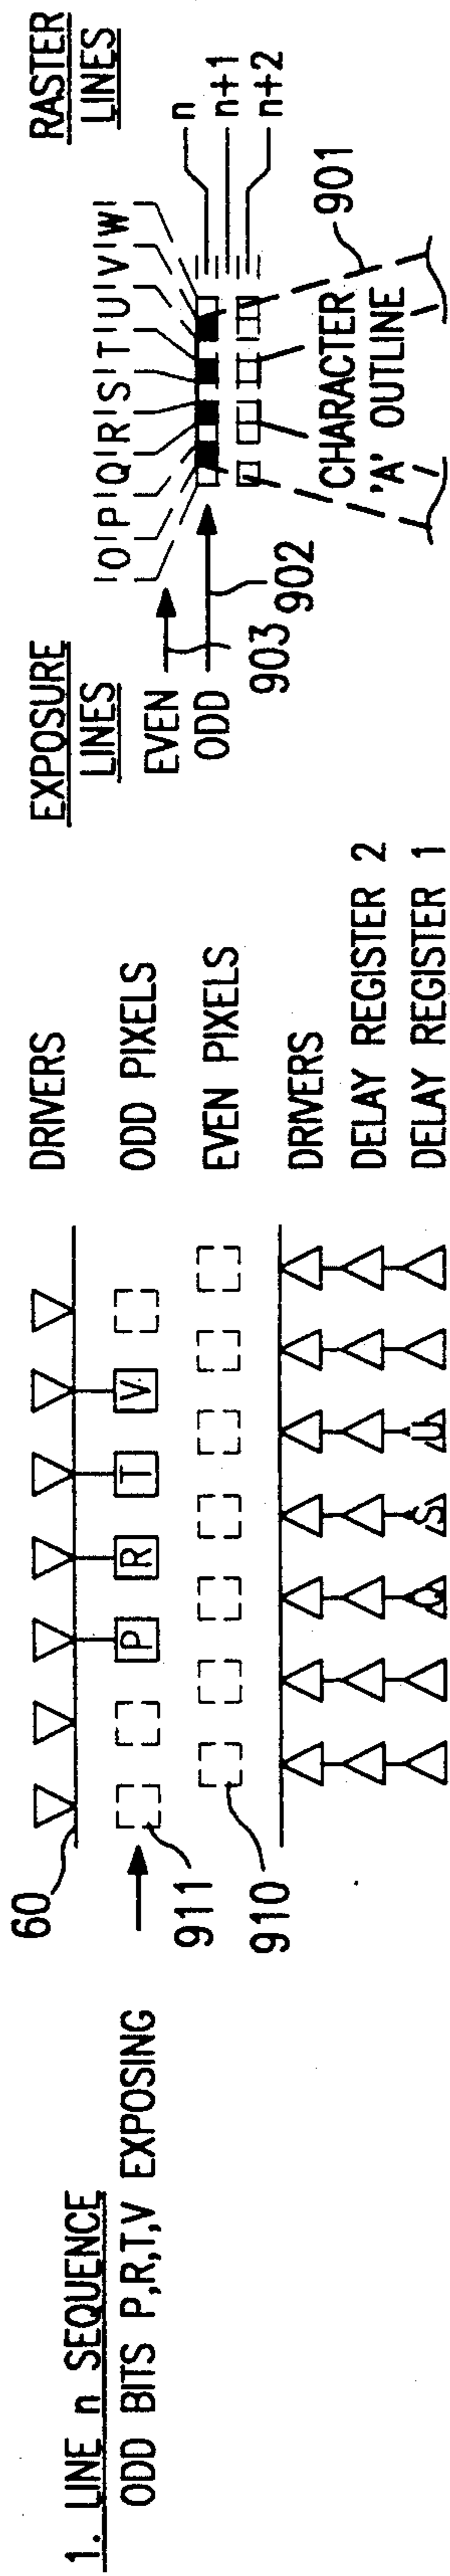 1. LINE n SEQUENCE
ODD BITS P,R,T,V EXPOSING
60
911
910
P
R
T
V
Q
S
U
DRIVERS
ODD PIXELS
EVEN PIXELS
DRIVERS
DELAY REGISTER 2
DELAY REGISTER 1
EXPOSURE
LINES
EVEN
ODD
903
902
O P Q R S T U V W
RASTER
LINES
n
n+1
n+2
901
CHARACTER
'A' OUTLINE